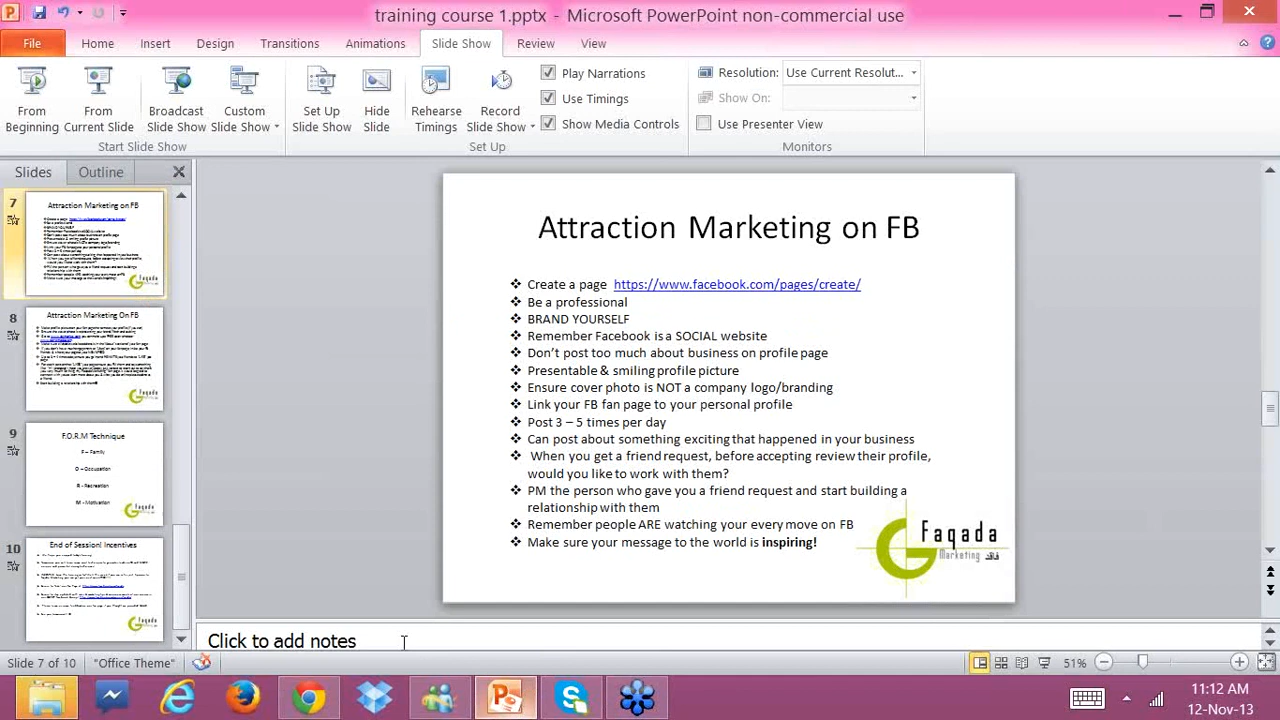 training course 1.pptx - Microsoft PowerPoint non-commercial use
File Home Insert Design Transitions Animations Slide Show Review View
From Beginning
From Current Slide
Broadcast Slide Show
Custom Slide Show
Set Up Slide Show
Hide Slide
Rehearse Timings
Record Slide Show
Play Narrations
Use Timings
Show Media Controls
Resolution: Use Current Resolut...
Show On:
Use Presenter View
Start Slide Show
Set Up
Monitors
Slides Outline
7
Attraction Marketing on FB
8
Attraction Marketing On FB
9
F.O.R.M Technique
F – Family
O – Occupation
R - Recreation
M - Motivation
10
End of Session! Incentives
Attraction Marketing on FB
Create a page https://www.facebook.com/pages/create/
Be a professional
BRAND YOURSELF
Remember Facebook is a SOCIAL website
Don't post too much about business on profile page
Presentable & smiling profile picture
Ensure cover photo is NOT a company logo/branding
Link your FB fan page to your personal profile
Post 3 – 5 times per day
Can post about something exciting that happened in your business
When you get a friend request, before accepting review their profile,
would you like to work with them?
PM the person who gave you a friend request and start building a
relationship with them
Remember people ARE watching your every move on FB
Make sure your message to the world is inspiring!
Faqada
Marketing فاقد
Click to add notes
Slide 7 of 10 "Office Theme" 51%
11:12 AM
12-Nov-13